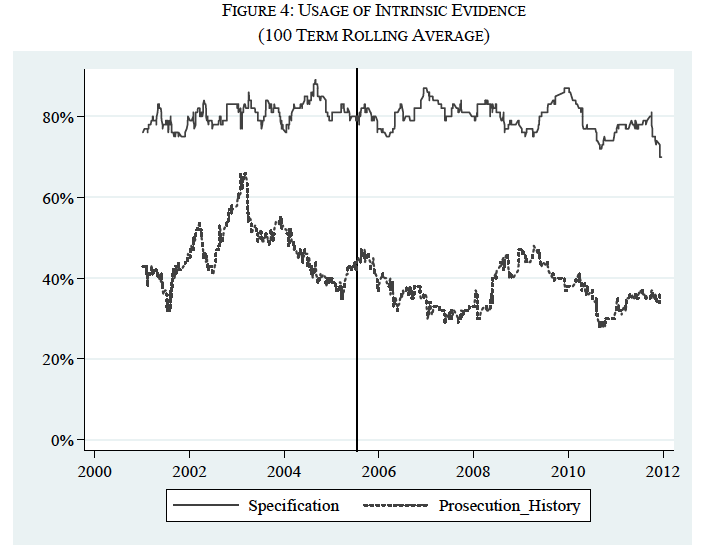 FIGURE 4: USAGE OF INTRINSIC EVIDENCE
(100 TERM ROLLING AVERAGE)
80%
60%
40%
20%
0%
2000 2002 2004 2006 2008 2010 2012
Specification Prosecution_History